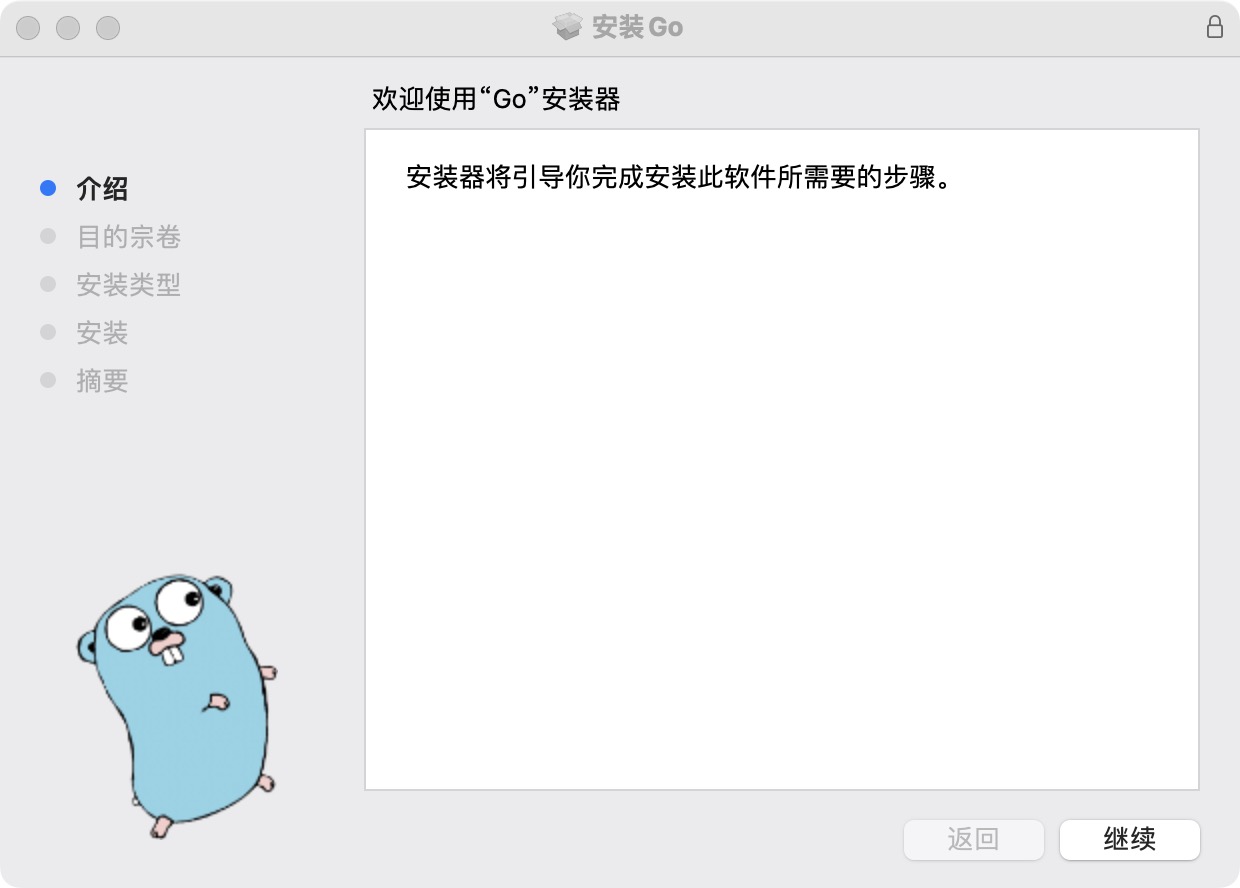 安装 Go
欢迎使用“Go”安装器
安装器将引导你完成安装此软件所需要的步骤。
介绍
目的宗卷
安装类型
安装
摘要
返回
继续